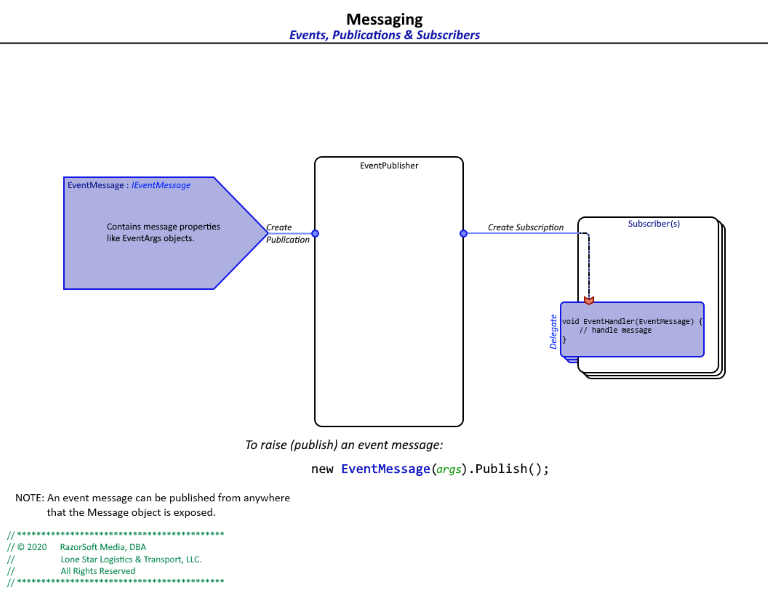 Messaging
Events, Publications & Subscribers
EventPublisher
EventMessage : IEventMessage
Contains message properties
like EventArgs objects.
Create
Publication
Create Subscription
Subscriber(s)
Delegate
void EventHandler(EventMessage) {
// handle message
}
To raise (publish) an event message:
new EventMessage(args).Publish();
NOTE: An event message can be published from anywhere
that the Message object is exposed.
// *******************************************
// © 2020 RazorSoft Media, DBA
// Lone Star Logistics & Transport, LLC.
// All Rights Reserved
// *******************************************